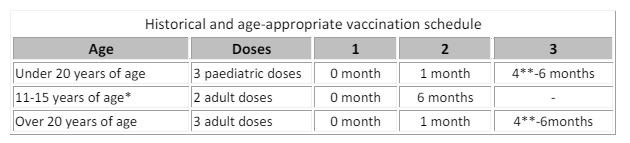 Historical and age-appropriate vaccination schedule
Age Doses 1 2 3
Under 20 years of age 3 paediatric doses 0 month 1 month 4**-6 months
11-15 years of age* 2 adult doses 0 month 6 months -
Over 20 years of age 3 adult doses 0 month 1 month 4**-6months